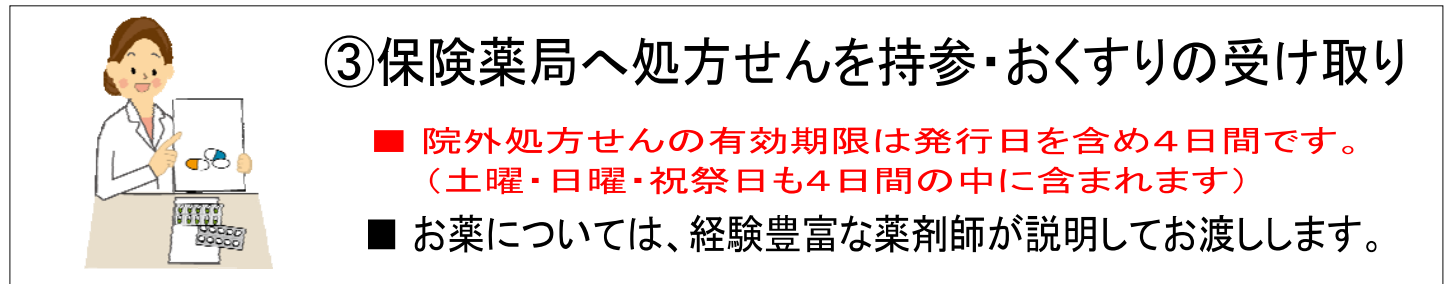 ③保険薬局へ処方せんを持参・おくすりの受け取り
■ 院外処方せんの有効期限は発行日を含め4日間です。
（土曜・日曜・祝祭日も4日間の中に含まれます）
■ お薬については、経験豊富な薬剤師が説明してお渡しします。